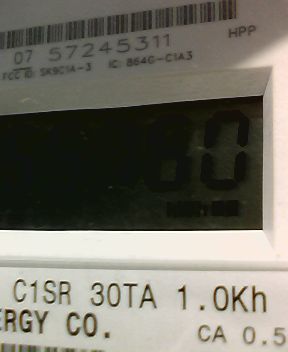 07 57245311
HPP
FCC ID: SK9C1A-3 IC: 864G-C1A3
60
C1SR 30TA 1.0Kh
ERGY CO.
CA 0.5